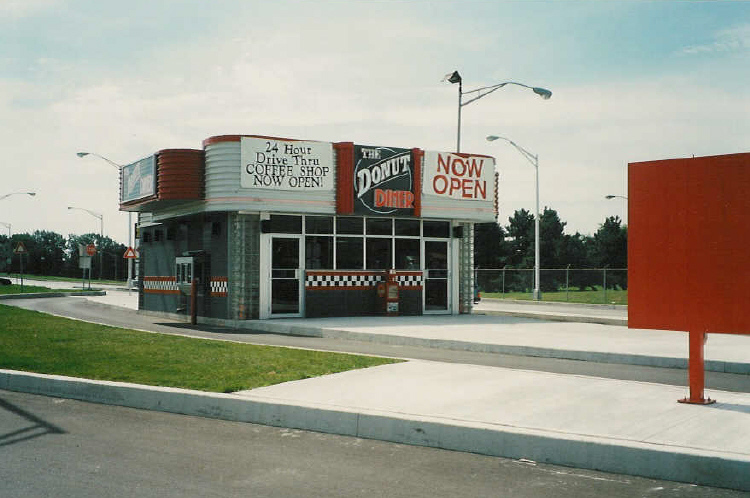 24 Hour
Drive Thru
COFFEE SHOP
NOW OPEN!
THE
DONUT
DINER
NOW
OPEN